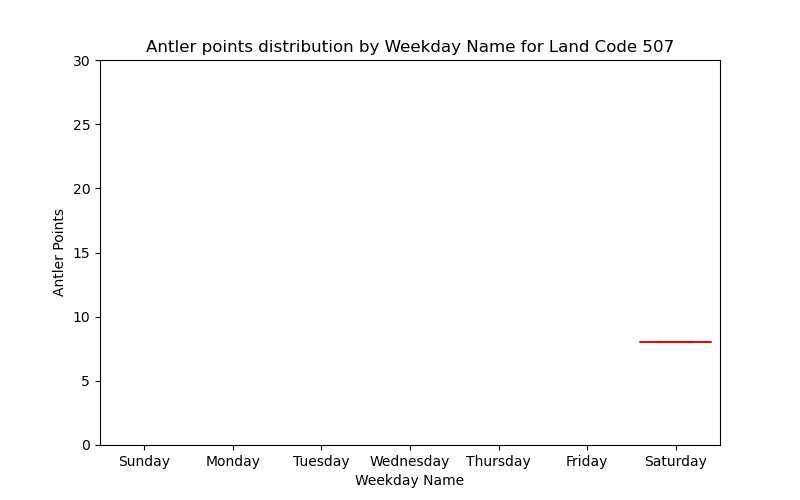 Antler points distribution by Weekday Name for Land Code 507
30
25
20
15
10
5
0
Antler Points
Sunday Monday Tuesday Wednesday Thursday Friday Saturday
Weekday Name